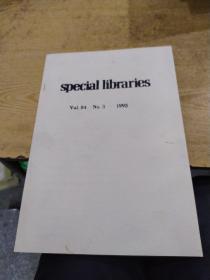 special libraries
Vol. 84 No. 3 1993